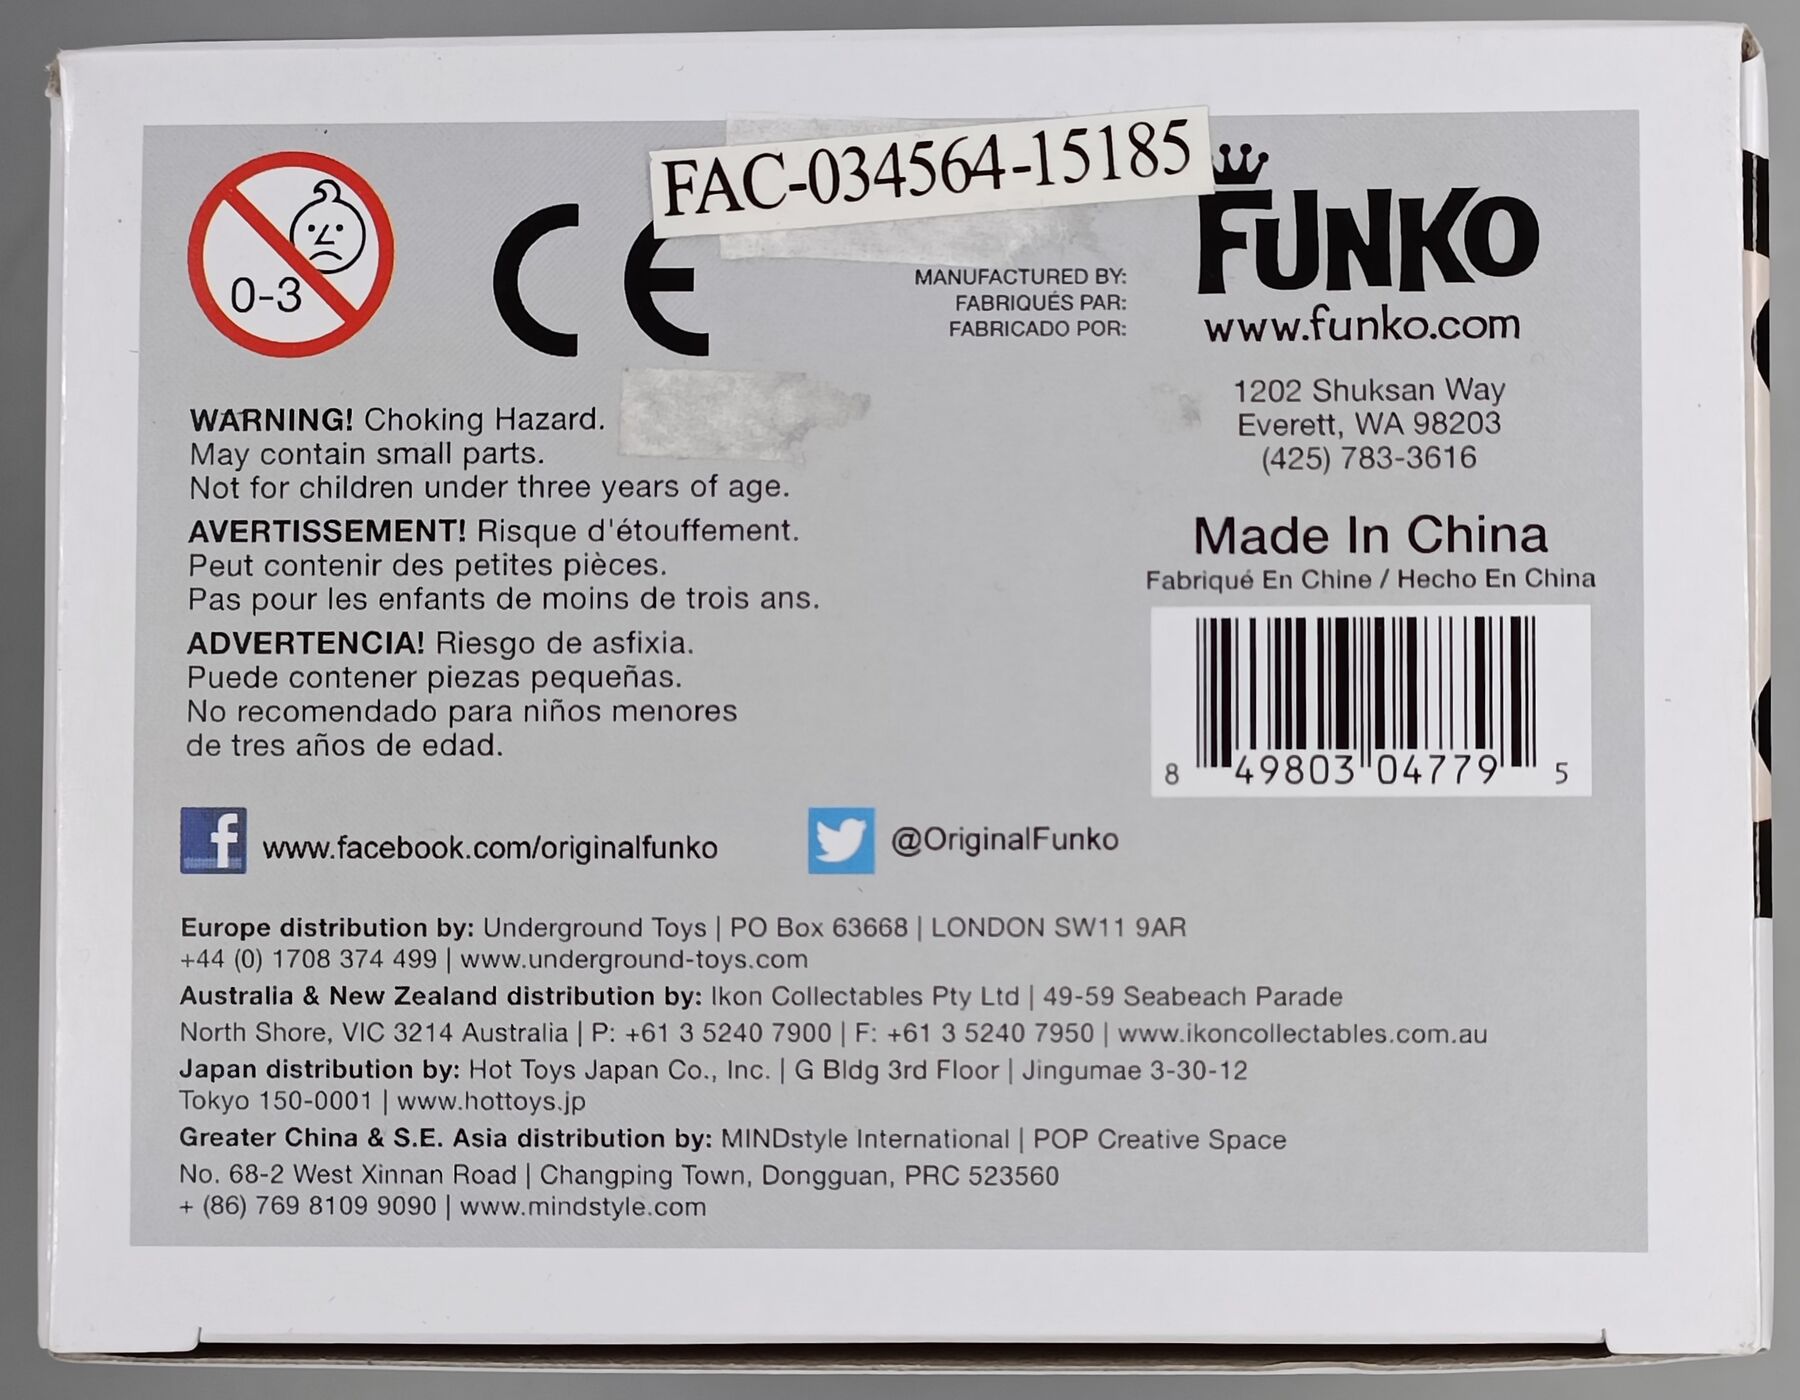 FAC-034564-15185
0-3
CE
MANUFACTURED BY:
FABRIQUÉS PAR:
FABRICADO POR:
FUNKO
www.funko.com
1202 Shuksan Way
Everett, WA 98203
(425) 783-3616
WARNING! Choking Hazard.
May contain small parts.
Not for children under three years of age.
AVERTISSEMENT! Risque d'étouffement.
Peut contenir des petites pièces.
Pas pour les enfants de moins de trois ans.
ADVERTENCIA! Riesgo de asfixia.
Puede contener piezas pequeñas.
No recomendado para niños menores
de tres años de edad.
Made In China
Fabriqué En Chine / Hecho En China
8 49803 04779 5
f www.facebook.com/originalfunko
@OriginalFunko
Europe distribution by: Underground Toys | PO Box 63668 | LONDON SW11 9AR
+44 (0) 1708 374 499 | www.underground-toys.com
Australia & New Zealand distribution by: Ikon Collectables Pty Ltd | 49-59 Seabeach Parade
North Shore, VIC 3214 Australia | P: +61 3 5240 7900 | F: +61 3 5240 7950 | www.ikoncollectables.com.au
Japan distribution by: Hot Toys Japan Co., Inc. | G Bldg 3rd Floor | Jingumae 3-30-12
Tokyo 150-0001 | www.hottoys.jp
Greater China & S.E. Asia distribution by: MINDstyle International | POP Creative Space
No. 68-2 West Xinnan Road | Changping Town, Dongguan, PRC 523560
+ (86) 769 8109 9090 | www.mindstyle.com